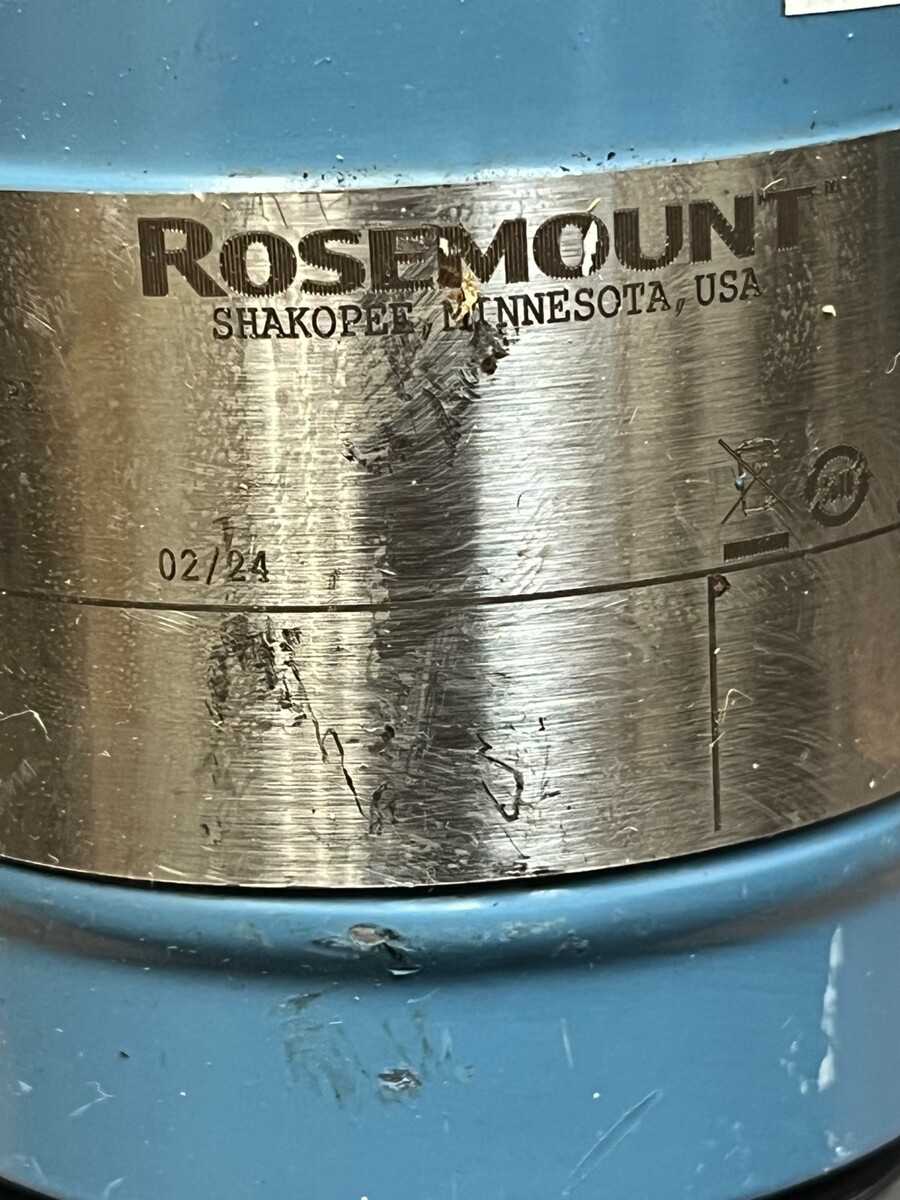 ROSEMOUNT™
SHAKOPEE, MINNESOTA, USA
02/24